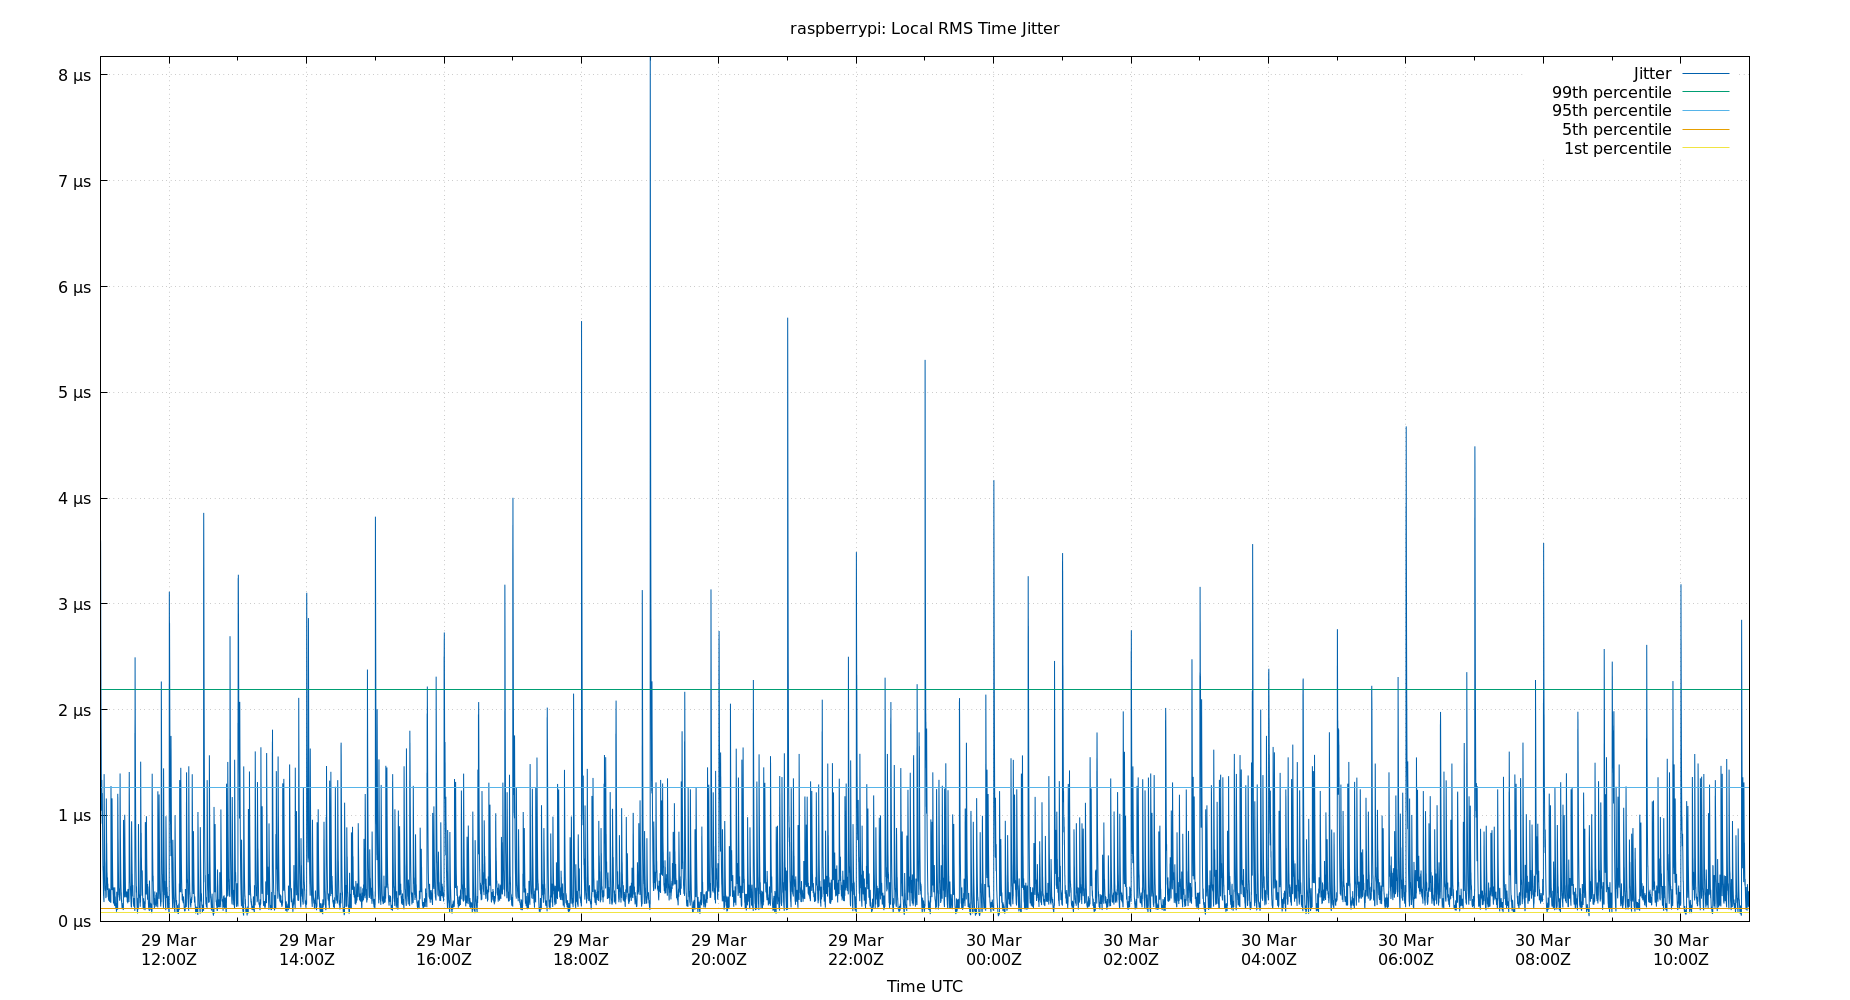 raspberrypi: Local RMS Time Jitter
8 µs
7 µs
6 µs
5 µs
4 µs
3 µs
2 µs
1 µs
0 µs
Jitter
99th percentile
95th percentile
5th percentile
1st percentile
29 Mar
12:00Z
29 Mar
14:00Z
29 Mar
16:00Z
29 Mar
18:00Z
29 Mar
20:00Z
29 Mar
22:00Z
30 Mar
00:00Z
30 Mar
02:00Z
30 Mar
04:00Z
30 Mar
06:00Z
30 Mar
08:00Z
30 Mar
10:00Z
Time UTC